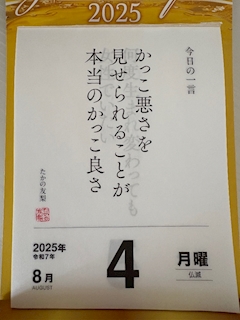 2025
今日の一言
かっこ悪さを
見せられることが
本当のかっこ良さ
たかの友梨
2025年
令和7年
8月
AUGUST
4
月曜
仏滅